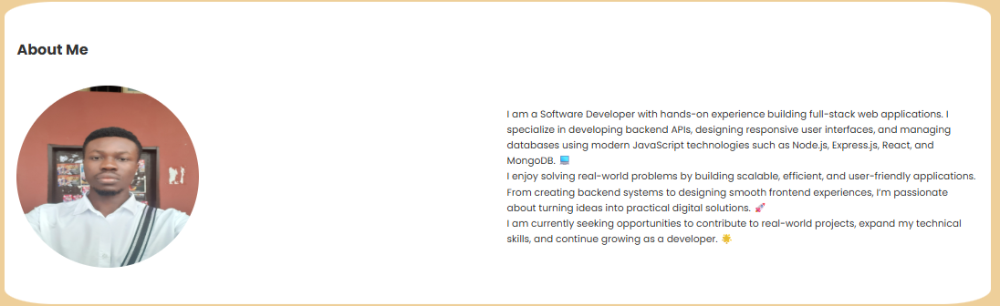 About Me
I am a Software Developer with hands-on experience building full-stack web applications. I
specialize in developing backend APIs, designing responsive user interfaces, and managing
databases using modern JavaScript technologies such as Node.js, Express.js, React, and
MongoDB. 💻
I enjoy solving real-world problems by building scalable, efficient, and user-friendly applications.
From creating backend systems to designing smooth frontend experiences, I'm passionate
about turning ideas into practical digital solutions. 🚀
I am currently seeking opportunities to contribute to real-world projects, expand my technical
skills, and continue growing as a developer. 🌟